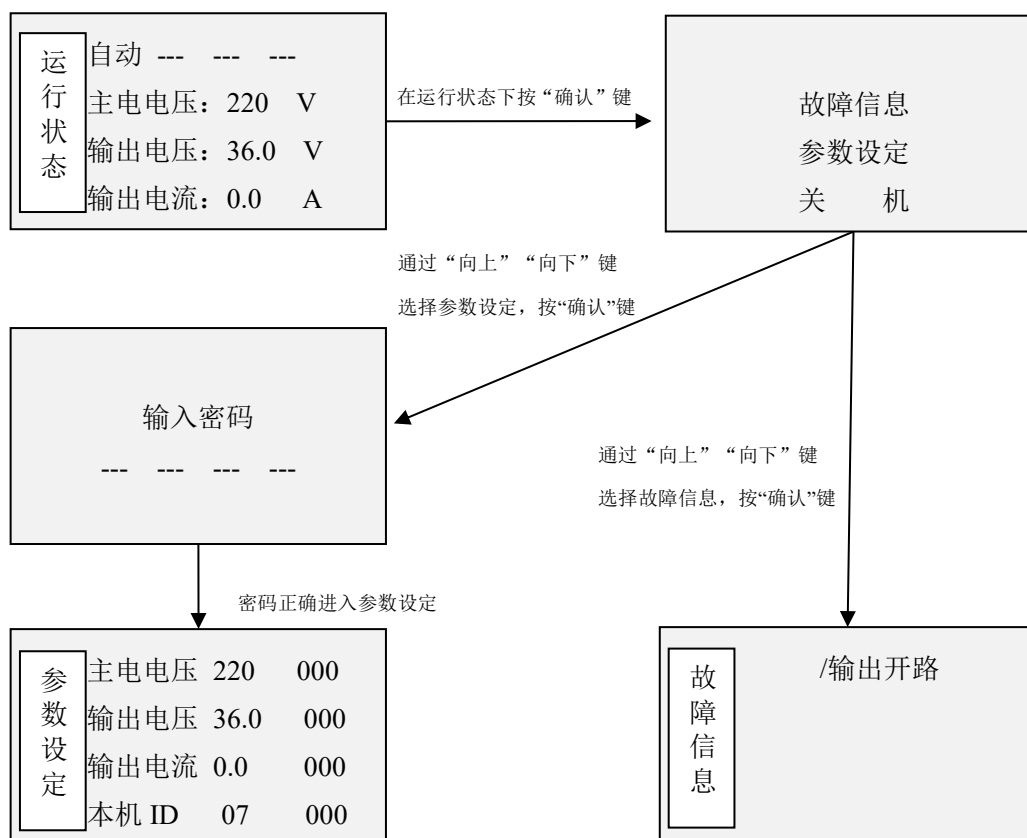 运行状态
自动 --- --- ---
主电电压：220 V
输出电压：36.0 V
输出电流：0.0 A
在运行状态下按“确认”键
故障信息
参数设定
关 机
通过“向上”“向下”键
选择参数设定，按“确认”键
输入密码
--- --- --- ---
通过“向上”“向下”键
选择故障信息，按“确认”键
密码正确进入参数设定
参数设定
主电电压 220 000
输出电压 36.0 000
输出电流 0.0 000
本机 ID 07 000
故障信息
/输出开路